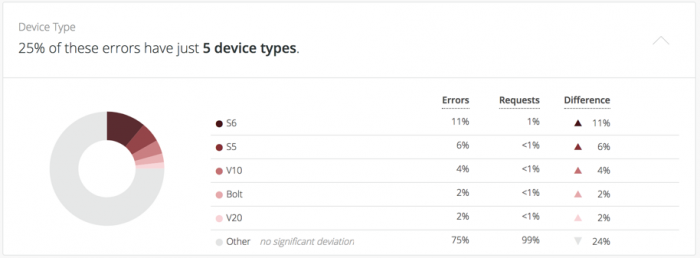 Device Type
25% of these errors have just 5 device types.
Errors Requests Difference
S6 11% 1% 11%
S5 6% <1% 6%
V10 4% <1% 4%
Bolt 2% <1% 2%
V20 2% <1% 2%
Other no significant deviation 75% 99% 24%